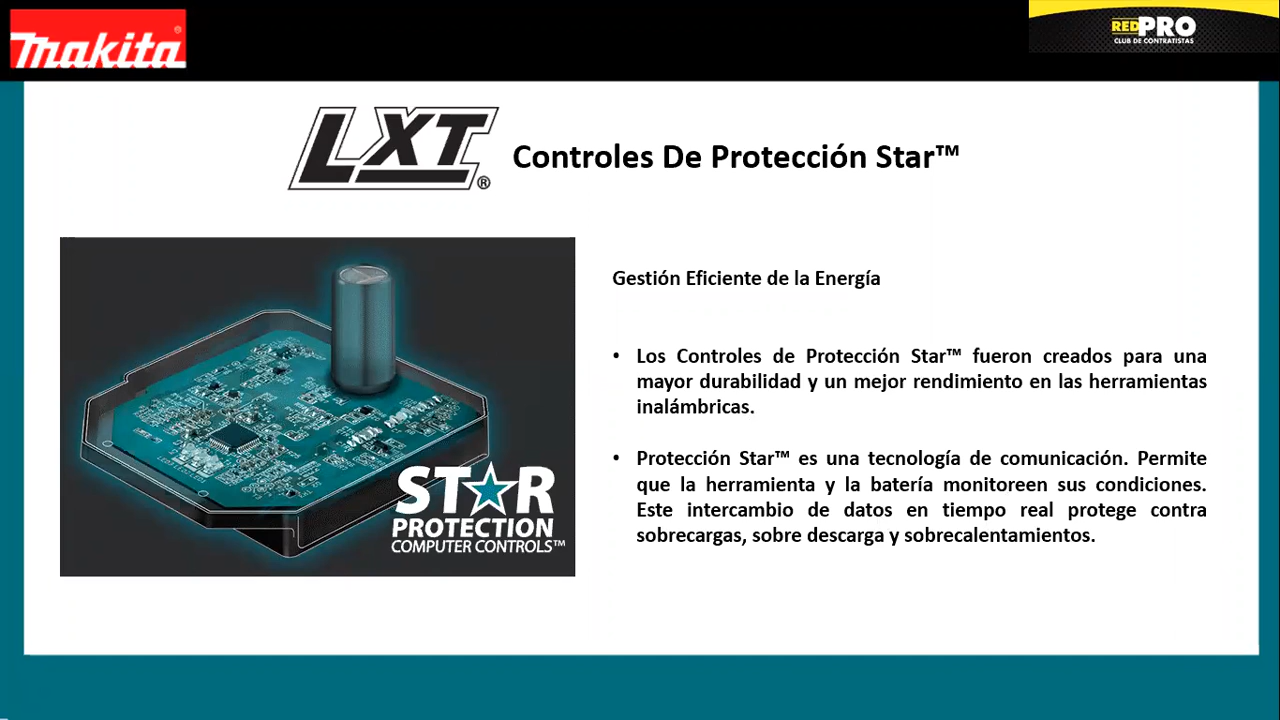 makita®
REDPRO
CLUB DE CONTRATISTAS
LXT®
Controles De Protección Star™
Gestión Eficiente de la Energía
• Los Controles de Protección Star™ fueron creados para una
mayor durabilidad y un mejor rendimiento en las herramientas
inalámbricas.
• Protección Star™ es una tecnología de comunicación. Permite
que la herramienta y la batería monitoreen sus condiciones.
Este intercambio de datos en tiempo real protege contra
sobrecargas, sobre descarga y sobrecalentamientos.
STAR
PROTECTION
COMPUTER CONTROLS™